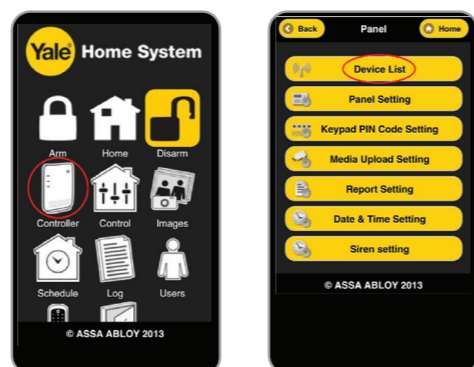 Yale Home System
Arm Home Disarm
Controller Control Images
Schedule Log Users
© ASSA ABLOY 2013
Back Panel Home
Device List
Panel Setting
Keypad PIN Code Setting
Media Upload Setting
Report Setting
Date & Time Setting
Siren setting
© ASSA ABLOY 2013